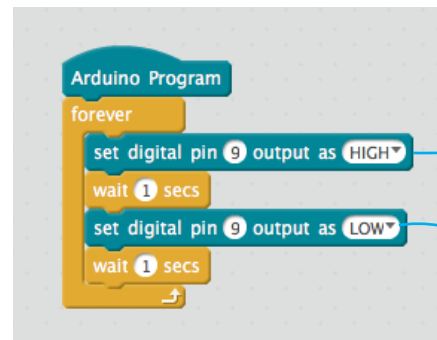 Arduino Program
forever
set digital pin 9 output as HIGH
wait 1 secs
set digital pin 9 output as LOW
wait 1 secs